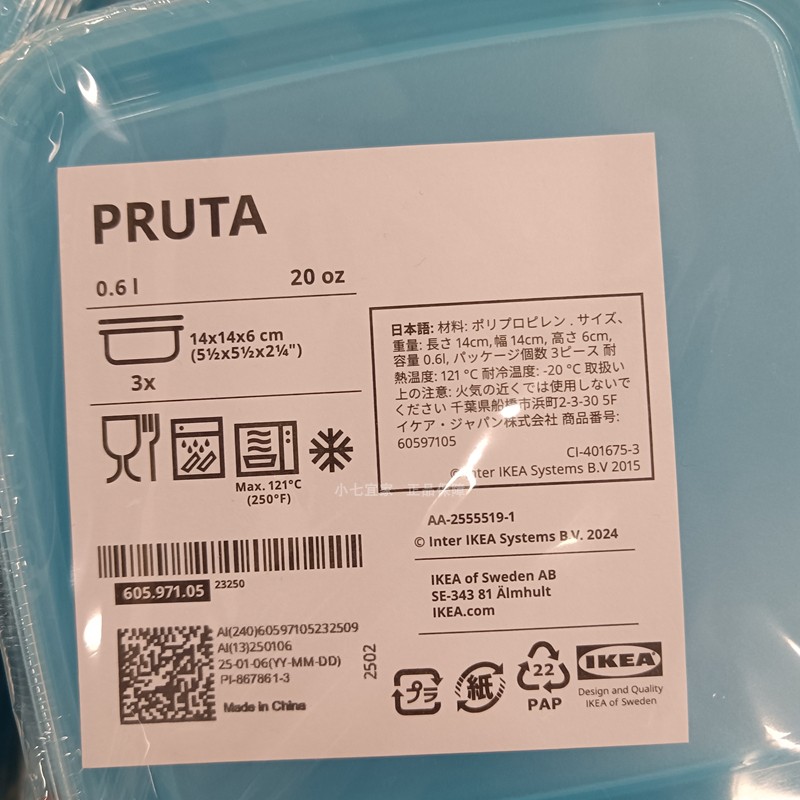 PRUTA
0.6 l 20 oz
14x14x6 cm
(5½x5½x2¼")
3x
Max. 121°C
(250°F)
日本語: 材料: ポリプロピレン . サイズ、
重量: 長さ 14cm, 幅 14cm, 高さ 6cm,
容量 0.6l, パッケージ個数 3ピース 耐
熱温度: 121 °C 耐冷温度: -20 °C 取扱い
上の注意: 火気の近くでは使用しないで
ください 千葉県船橋市浜町2-3-30 5F
イケア・ジャパン株式会社 商品番号:
60597105
CI-401675-3
© Inter IKEA Systems B.V 2015
小七宜家 正品保障
AA-2555519-1
© Inter IKEA Systems B.V. 2024
605.971.05 23250
IKEA of Sweden AB
SE-343 81 Älmhult
IKEA.com
AI(240)60597105232509
AI(13)250106
25-01-06(YY-MM-DD)
PI-867861-3
Made in China
2502
プラ
紙
22
PAP
IKEA
Design and Quality
IKEA of Sweden